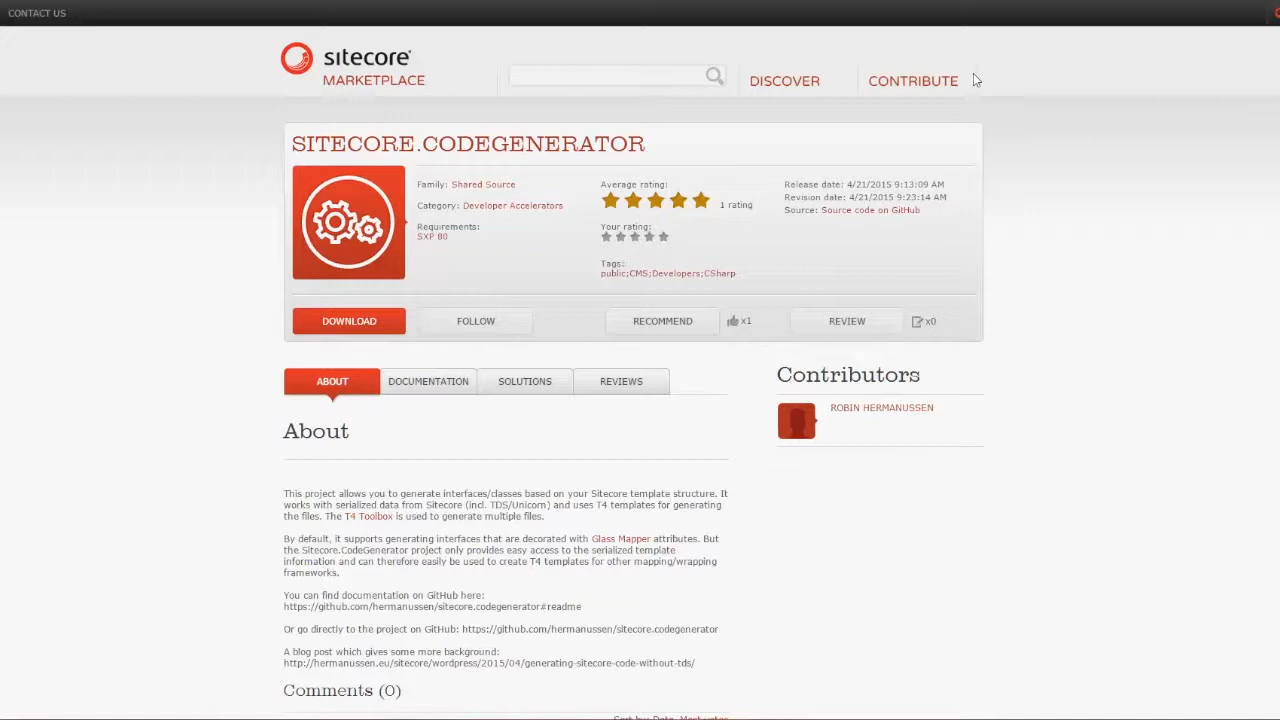 CONTACT US
sitecore
MARKETPLACE
DISCOVER
CONTRIBUTE
SITECORE.CODEGENERATOR
Family: Shared Source
Category: Developer Accelerators
Requirements:
SXP 80
Average rating:
1 rating
Your rating:
Tags:
public;CMS;Developers;CSharp
Release date: 4/21/2015 9:13:09 AM
Revision date: 4/21/2015 9:23:14 AM
Source: Source code on GitHub
DOWNLOAD
FOLLOW
RECOMMEND
x1
REVIEW
x0
ABOUT
DOCUMENTATION
SOLUTIONS
REVIEWS
About
This project allows you to generate interfaces/classes based on your Sitecore template structure. It
works with serialized data from Sitecore (incl. TDS/Unicorn) and uses T4 templates for generating
the files. The T4 Toolbox is used to generate multiple files.
By default, it supports generating interfaces that are decorated with Glass Mapper attributes. But
the Sitecore.CodeGenerator project only provides easy access to the serialized template
information and can therefore easily be used to create T4 templates for other mapping/wrapping
frameworks.
You can find documentation on GitHub here:
https://github.com/hermanussen/sitecore.codegenerator#readme
Or go directly to the project on GitHub: https://github.com/hermanussen/sitecore.codegenerator
A blog post which gives some more background:
http://hermanussen.eu/sitecore/wordpress/2015/04/generating-sitecore-code-without-tds/
Comments (0)
Sort by: Date, Most votes
Contributors
ROBIN HERMANUSSEN